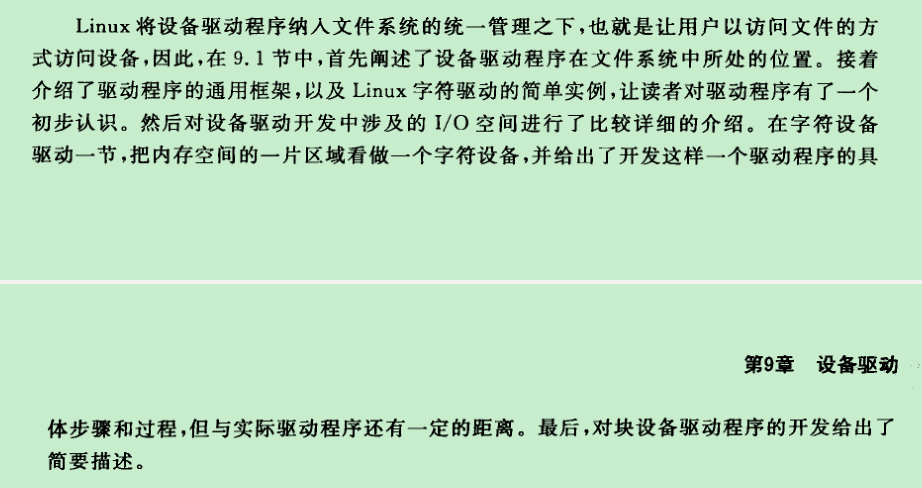 Linux 将设备驱动程序纳入文件系统的统一管理之下,也就是让用户以访问文件的方
式访问设备,因此,在 9.1 节中,首先阐述了设备驱动程序在文件系统中所处的位置。接着
介绍了驱动程序的通用框架,以及 Linux 字符驱动的简单实例,让读者对驱动程序有了一个
初步认识。然后对设备驱动开发中涉及的 I/O 空间进行了比较详细的介绍。在字符设备
驱动一节,把内存空间的一片区域看做一个字符设备,并给出了开发这样一个驱动程序的具
第9章 设备驱动
体步骤和过程,但与实际驱动程序还有一定的距离。最后,对块设备驱动程序的开发给出了
简要描述。